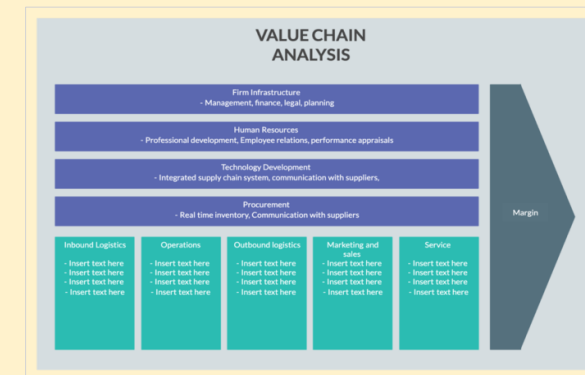 VALUE CHAIN
ANALYSIS
Firm Infrastructure
- Management, finance, legal, planning
Human Resources
- Professional development, Employee relations, performance appraisals
Technology Development
- Integrated supply chain system, communication with suppliers,
Procurement
- Real time inventory, Communication with suppliers
Margin
Inbound Logistics
- Insert text here
- Insert text here
- Insert text here
- Insert text here
Operations
- Insert text here
- Insert text here
- Insert text here
- Insert text here
Outbound logistics
- Insert text here
- Insert text here
- Insert text here
- Insert text here
Marketing and
sales
- Insert text here
- Insert text here
- Insert text here
- Insert text here
Service
- Insert text here
- Insert text here
- Insert text here
- Insert text here